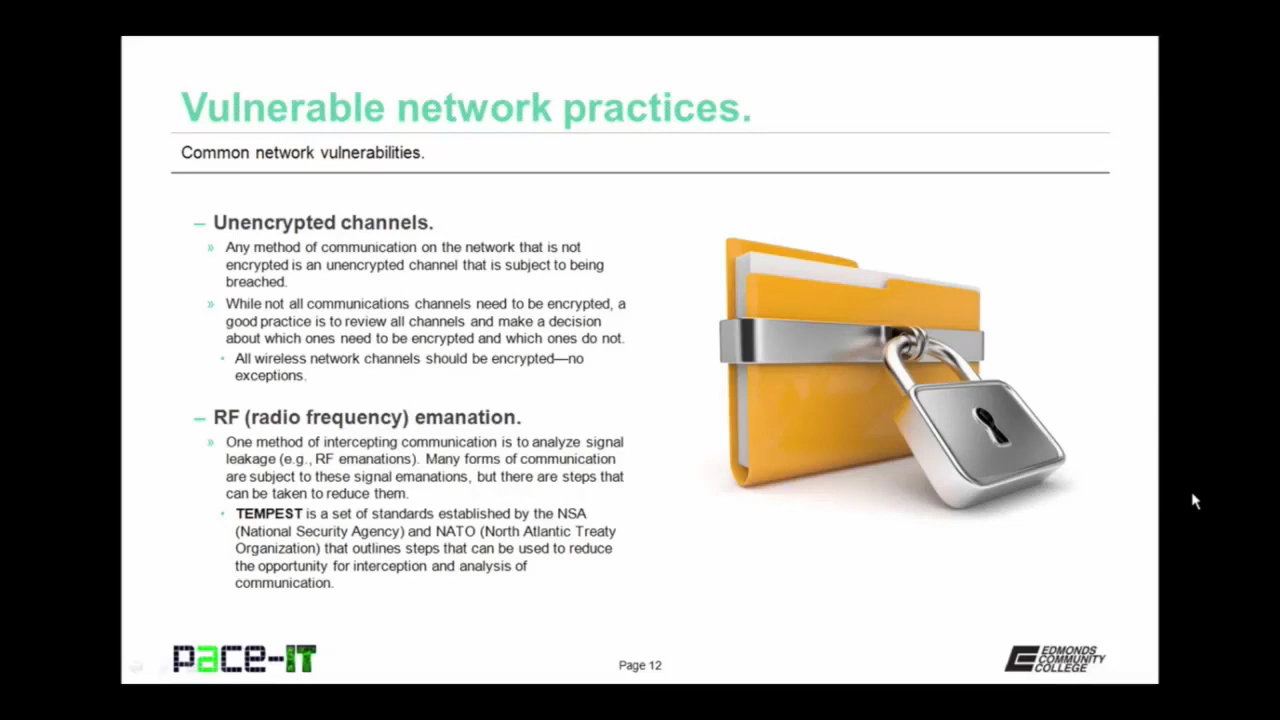 Vulnerable network practices.
Common network vulnerabilities.
– Unencrypted channels.
» Any method of communication on the network that is not
encrypted is an unencrypted channel that is subject to being
breached.
» While not all communications channels need to be encrypted, a
good practice is to review all channels and make a decision
about which ones need to be encrypted and which ones do not.
• All wireless network channels should be encrypted—no
exceptions.
– RF (radio frequency) emanation.
» One method of intercepting communication is to analyze signal
leakage (e.g., RF emanations). Many forms of communication
are subject to these signal emanations, but there are steps that
can be taken to reduce them.
• TEMPEST is a set of standards established by the NSA
(National Security Agency) and NATO (North Atlantic Treaty
Organization) that outlines steps that can be used to reduce
the opportunity for interception and analysis of
communication.
pace-IT
Page 12
EDMONDS
COMMUNITY
COLLEGE